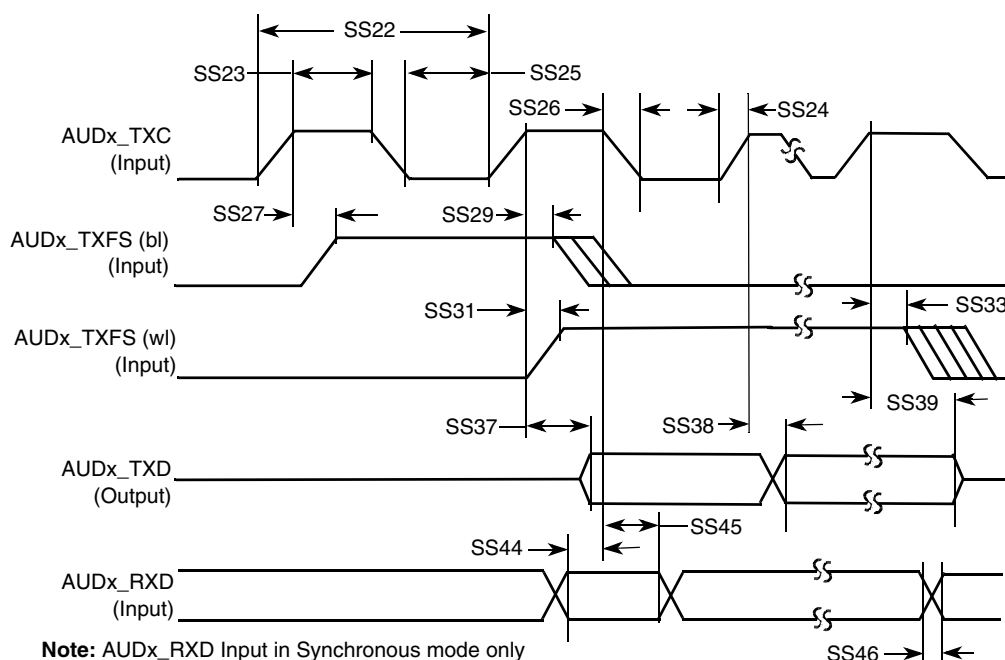 SS22
SS23
SS25
SS26
SS24
AUDx_TXC
(Input)
SS27
SS29
AUDx_TXFS (bl)
(Input)
SS31
SS33
AUDx_TXFS (wl)
(Input)
SS39
SS37
SS38
AUDx_TXD
(Output)
SS45
SS44
AUDx_RXD
(Input)
Note: AUDx_RXD Input in Synchronous mode only
SS46